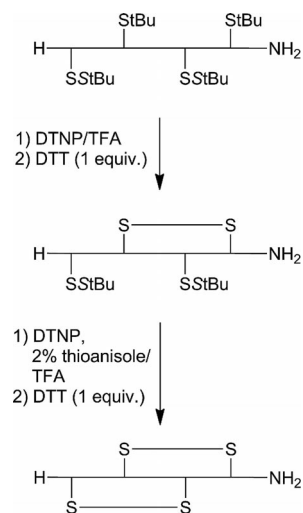 StBu StBu
H NH2
SStBu SStBu
1) DTNP/TFA
2) DTT (1 equiv.)
S S
H NH2
SStBu SStBu
1) DTNP,
2% thioanisole/
TFA
2) DTT (1 equiv.)
S S
H NH2
S S